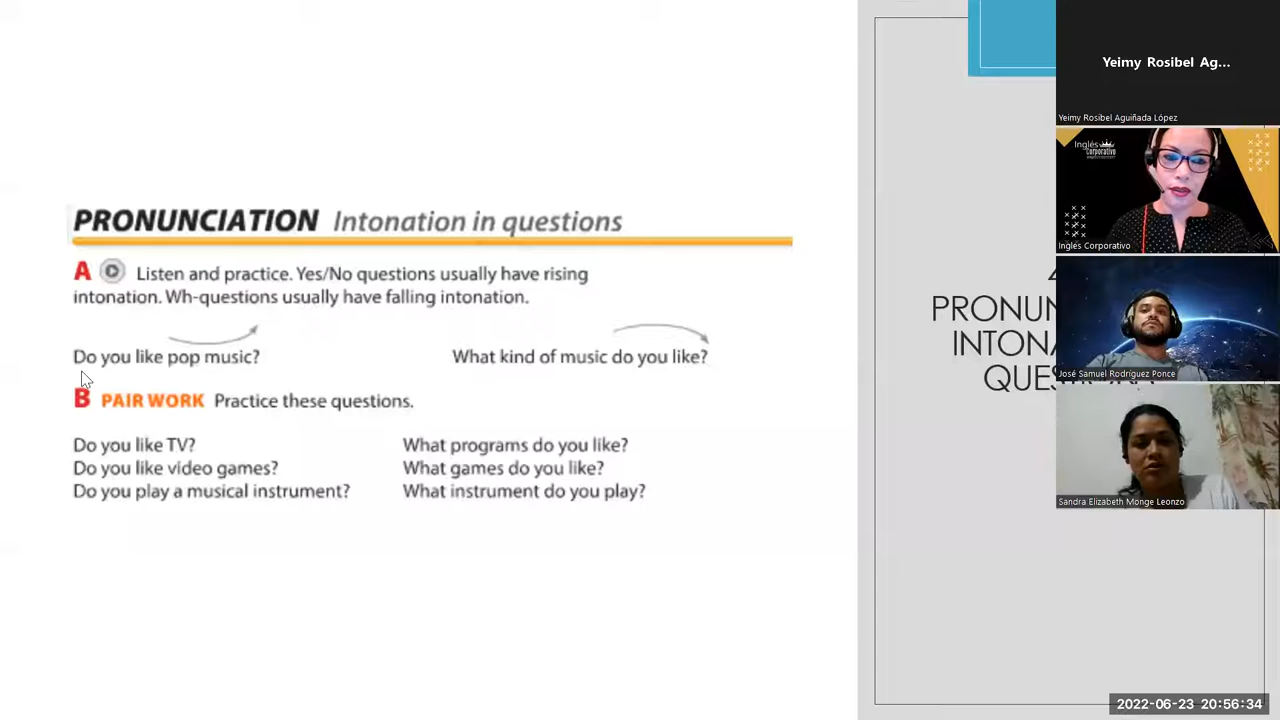 PRONUNCIATION Intonation in questions
A Listen and practice. Yes/No questions usually have rising
intonation. Wh-questions usually have falling intonation.
Do you like pop music? What kind of music do you like?
B PAIR WORK Practice these questions.
Do you like TV? What programs do you like?
Do you like video games? What games do you like?
Do you play a musical instrument? What instrument do you play?
PRONUN
INTONA
QUES
Yeimy Rosibel Ag...
Yeimy Rosibel Aguiñada López
Inglés
Corporativo
Inglés Corporativo
José Samuel Rodríguez Ponce
Sandra Elizabeth Monge Leonzo
2022-06-23 20:56:34